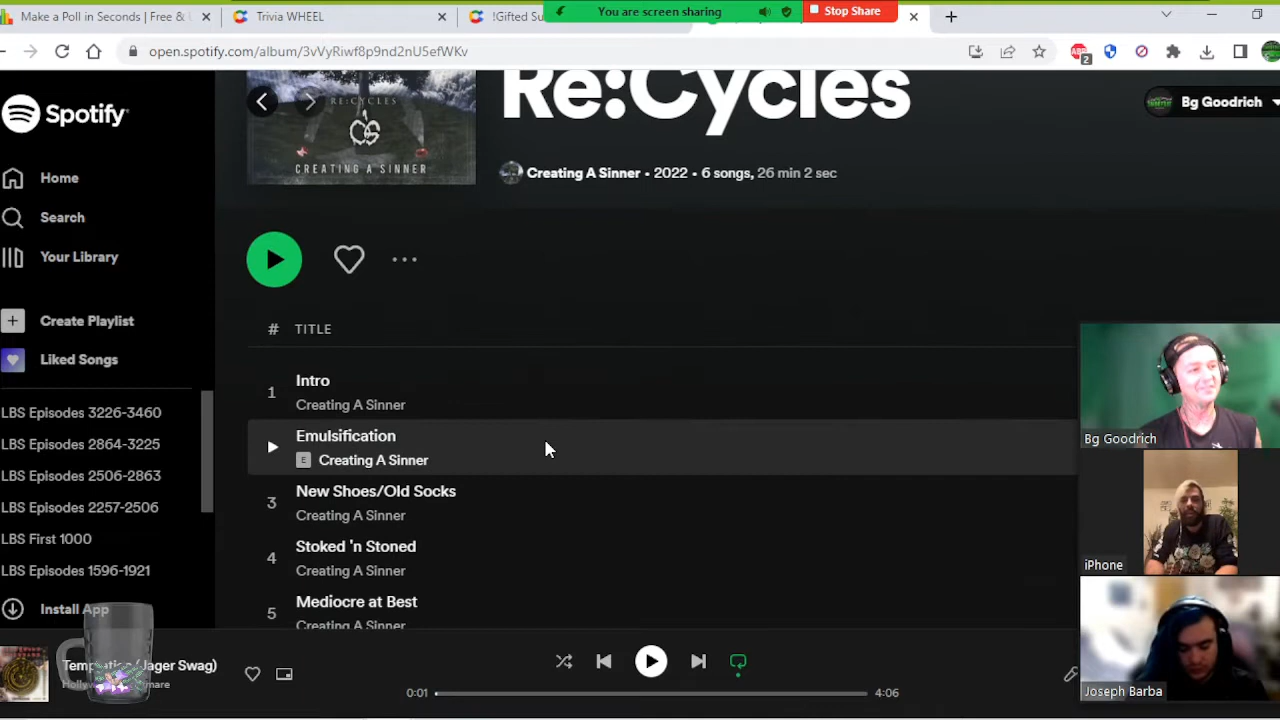 Make a Poll in Seconds | Free &
Trivia WHEEL
!Gifted Su
You are screen sharing
Stop Share
open.spotify.com/album/3vVyRiwf8p9nd2nU5efWKv
2
Spotify
RE:CYCLES
CREATING A SINNER
Re:Cycles
Bg Goodrich
Creating A Sinner • 2022 • 6 songs, 26 min 2 sec
Home
Search
Your Library
Create Playlist
Liked Songs
LBS Episodes 3226-3460
LBS Episodes 2864-3225
LBS Episodes 2506-2863
LBS Episodes 2257-2506
LBS First 1000
LBS Episodes 1596-1921
Install App
# TITLE
1 Intro
Creating A Sinner
Emulsification
E Creating A Sinner
3 New Shoes/Old Socks
Creating A Sinner
4 Stoked 'n Stoned
Creating A Sinner
5 Mediocre at Best
Creating A Sinner
Bg Goodrich
iPhone
Joseph Barba
(Jager Swag)
0:01
4:06